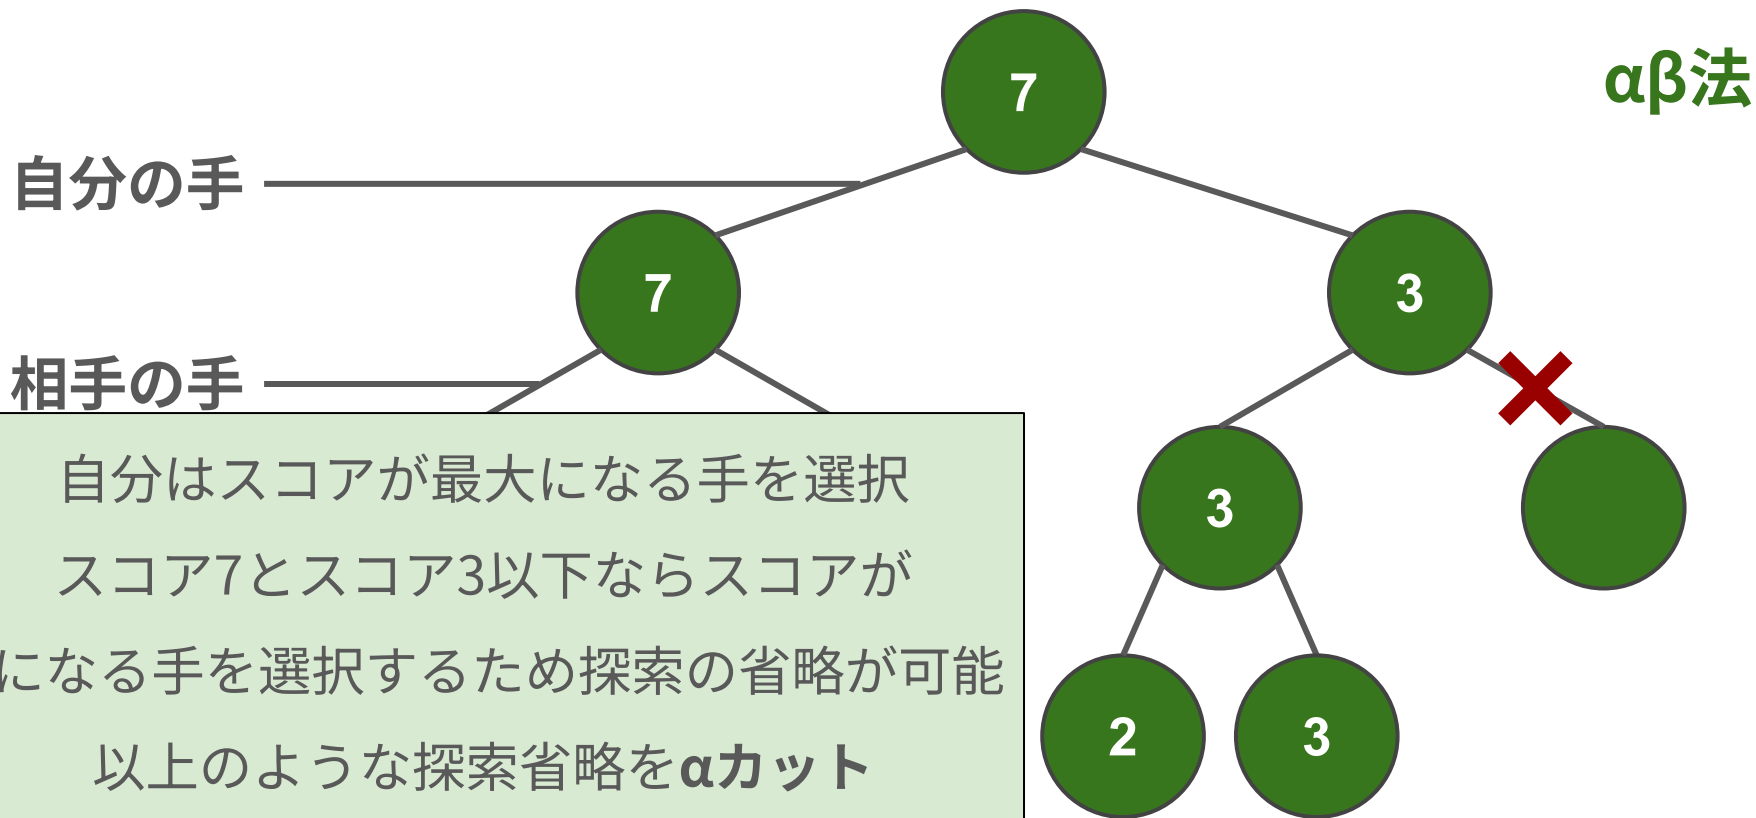 αβ法
7
自分の手
7
3
相手の手
3
自分はスコアが最大になる手を選択
スコア7とスコア3以下ならスコアが
になる手を選択するため探索の省略が可能
以上のような探索省略をαカット
2
3